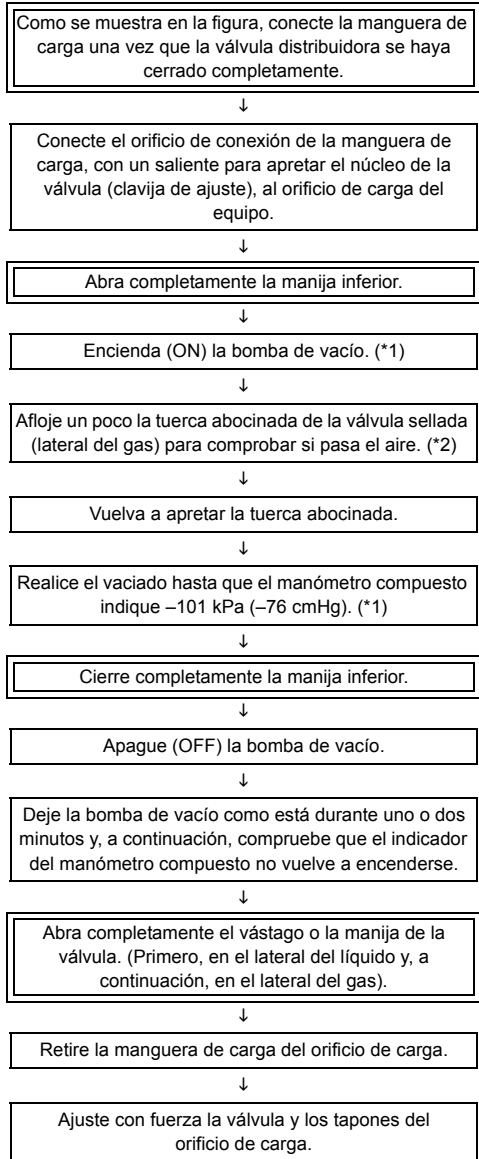 Como se muestra en la figura, conecte la manguera de
carga una vez que la válvula distribuidora se haya
cerrado completamente.
↓
Conecte el orificio de conexión de la manguera de
carga, con un saliente para apretar el núcleo de la
válvula (clavija de ajuste), al orificio de carga del
equipo.
↓
Abra completamente la manija inferior.
↓
Encienda (ON) la bomba de vacío. (*1)
↓
Afloje un poco la tuerca abocinada de la válvula sellada
(lateral del gas) para comprobar si pasa el aire. (*2)
↓
Vuelva a apretar la tuerca abocinada.
↓
Realice el vaciado hasta que el manómetro compuesto
indique –101 kPa (–76 cmHg). (*1)
↓
Cierre completamente la manija inferior.
↓
Apague (OFF) la bomba de vacío.
↓
Deje la bomba de vacío como está durante uno o dos
minutos y, a continuación, compruebe que el indicador
del manómetro compuesto no vuelve a encenderse.
↓
Abra completamente el vástago o la manija de la
válvula. (Primero, en el lateral del líquido y, a
continuación, en el lateral del gas).
↓
Retire la manguera de carga del orificio de carga.
↓
Ajuste con fuerza la válvula y los tapones del
orificio de carga.